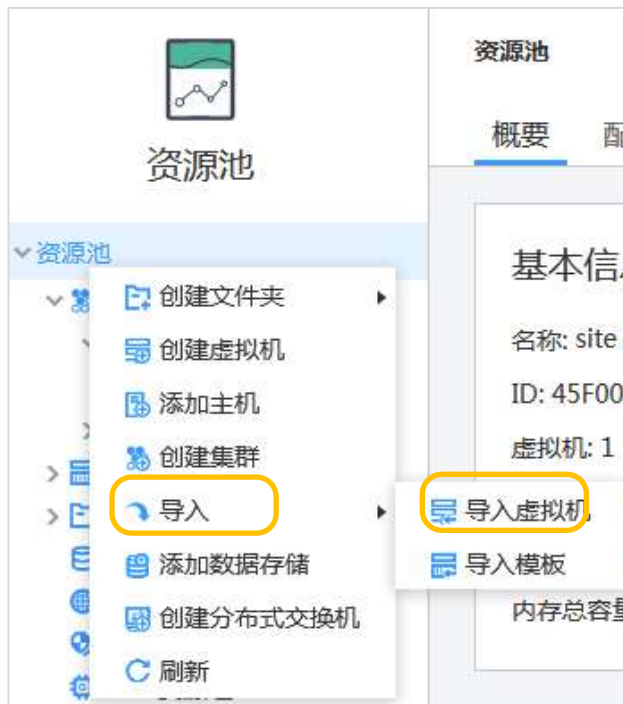 资源池
资源池
概要
资源池
创建文件夹
创建虚拟机
添加主机
创建集群
导入
添加数据存储
创建分布式交换机
刷新
导入虚拟机
导入模板
基本信
名称: site
ID: 45F00
虚拟机: 1
内存总容量